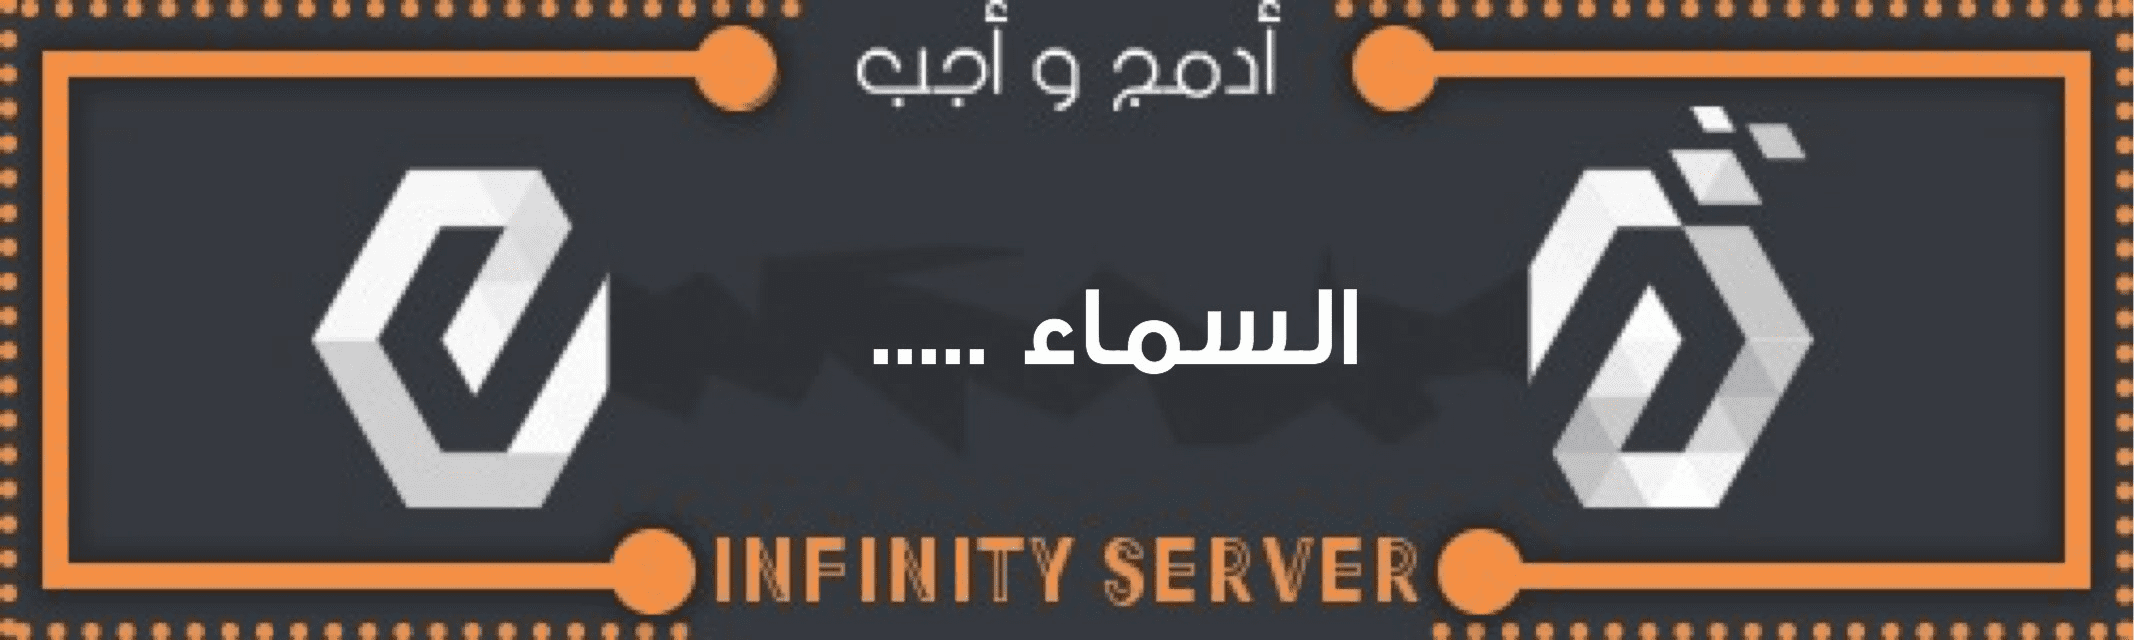 أدمج و أجب
السماء .....
INFINITY SERVER